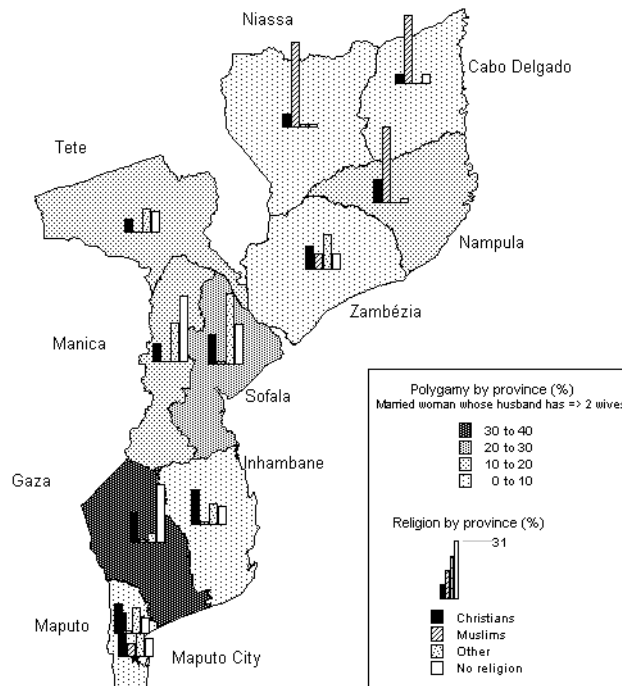 Niassa
Cabo Delgado
Tete
Nampula
Zambézia
Manica
Sofala
Inhambane
Gaza
Maputo
Maputo City
Polygamy by province (%)
Married woman whose husband has => 2 wives
30 to 40
20 to 30
10 to 20
0 to 10
Religion by province (%)
31
Christians
Muslims
Other
No religion